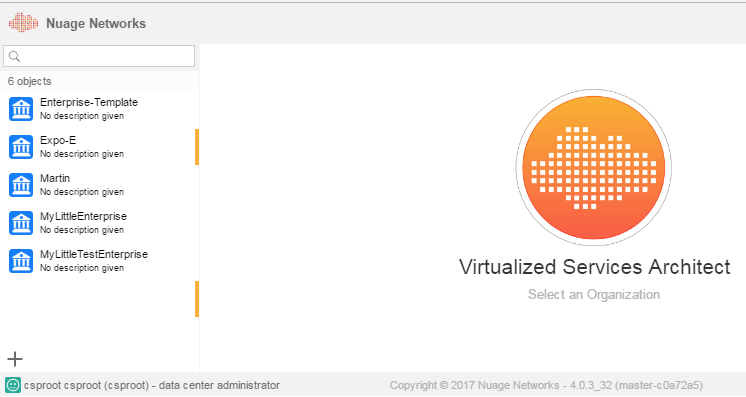 Nuage Networks
6 objects
Enterprise-Template
No description given
Expo-E
No description given
Martin
No description given
MyLittleEnterprise
No description given
MyLittleTestEnterprise
No description given
Virtualized Services Architect
Select an Organization
csproot csproot (csproot) - data center administrator
Copyright © 2017 Nuage Networks - 4.0.3_32 (master-c0a72a5)